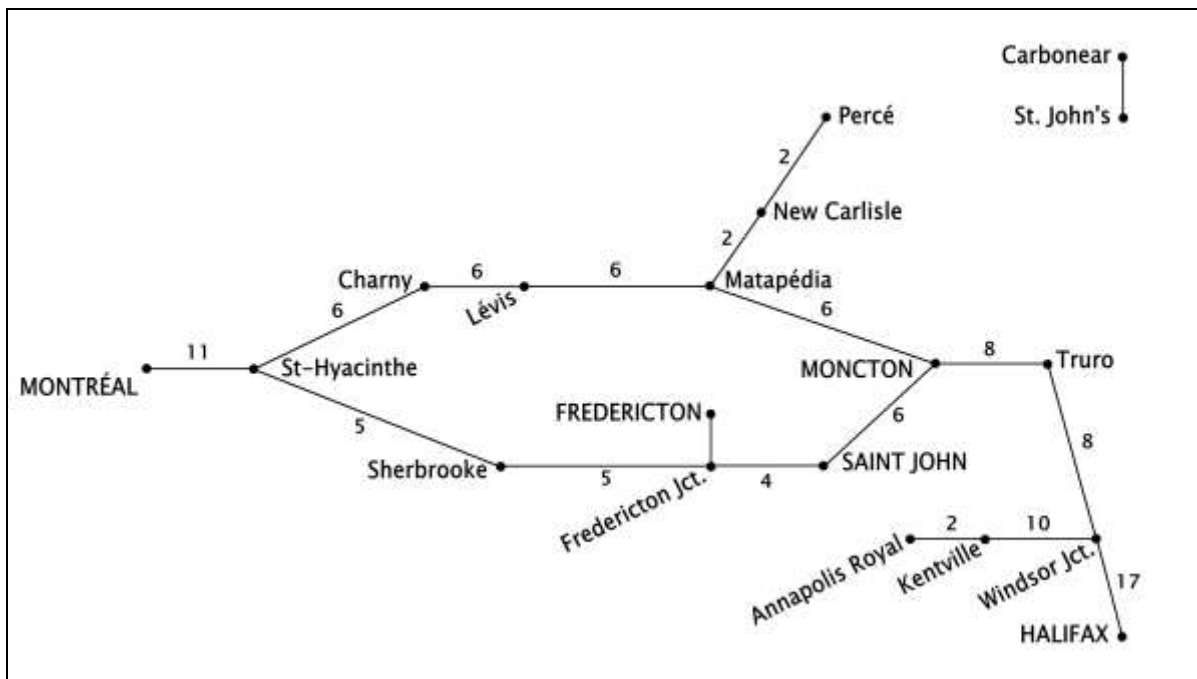 Carbonear
Percé
St. John's
2
New Carlisle
2
Charny
6
6
Matapédia
Lévis
6
6
11
St-Hyacinthe
MONCTON
8
Truro
MONTRÉAL
5
FREDERICTON
6
8
Sherbrooke
5
Fredericton Jct.
4
SAINT JOHN
Annapolis Royal
2
Kentville
10
Windsor Jct.
17
HALIFAX